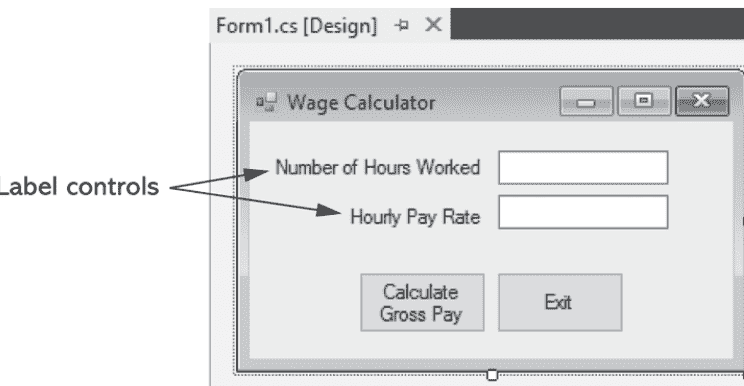 Form1.cs [Design]
Wage Calculator
Number of Hours Worked
Label controls
Hourly Pay Rate
Calculate
Gross Pay
Exit